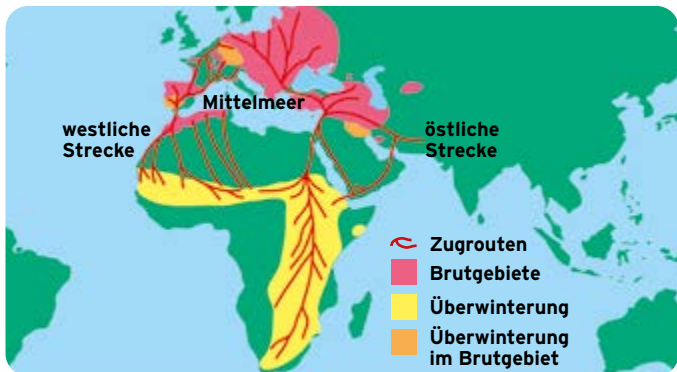 Mittelmeer
westliche
Strecke
östliche
Strecke
Zugrouten
Brutgebiete
Überwinterung
Überwinterung
im Brutgebiet